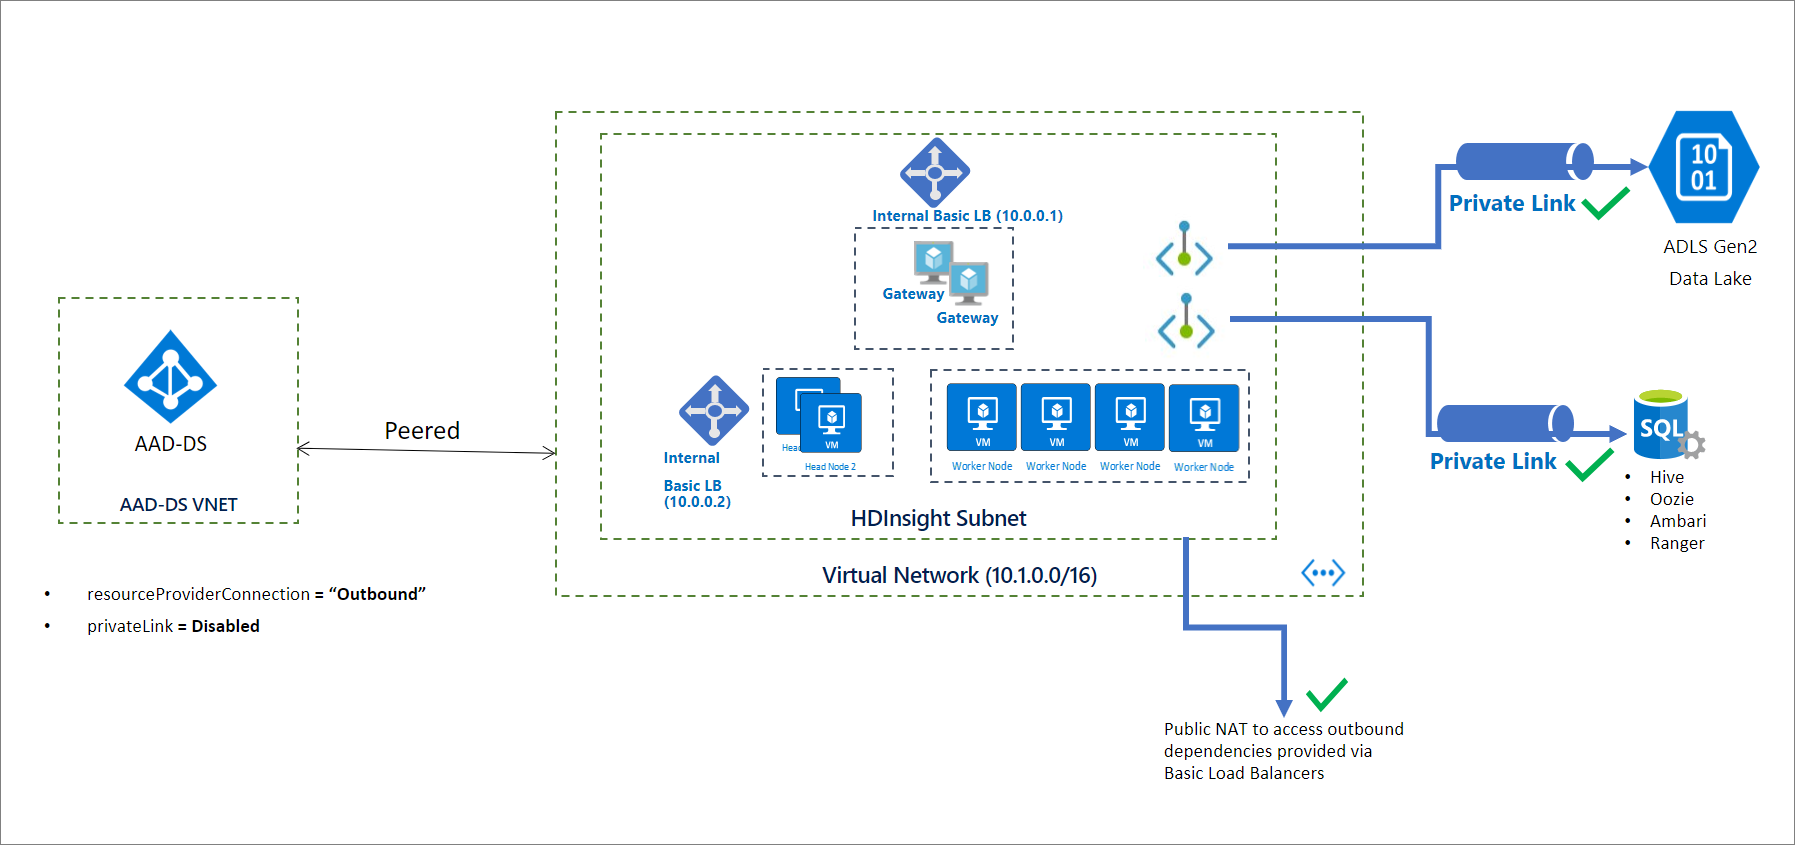 Internal Basic LB (10.0.0.1)
Gateway
Gateway
10
01
Private Link
ADLS Gen2
Data Lake
AAD-DS
AAD-DS VNET
Peered
Internal
Basic LB
(10.0.0.2)
VM
Head Node 2
VM
VM
VM
VM
Worker Node
Worker Node
Worker Node
Worker Node
HDInsight Subnet
Virtual Network (10.1.0.0/16)
SQL
Private Link
• Hive
• Oozie
• Ambari
• Ranger
• resourceProviderConnection = “Outbound”
• privateLink = Disabled
Public NAT to access outbound
dependencies provided via
Basic Load Balancers